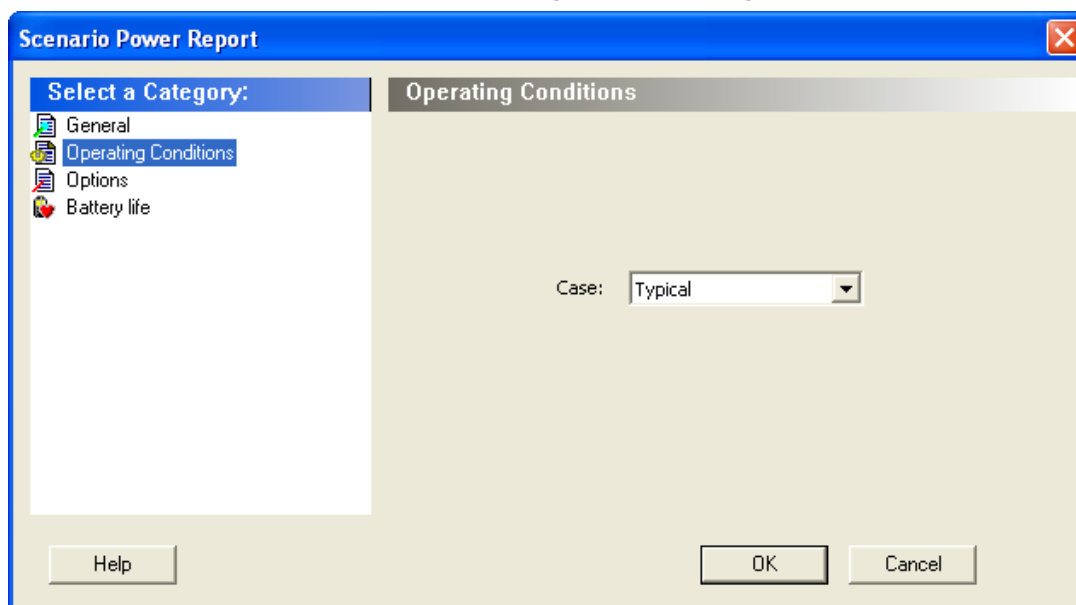 Scenario Power Report
Select a Category:
General
Operating Conditions
Options
Battery life
Operating Conditions
Case: Typical
Help
OK
Cancel